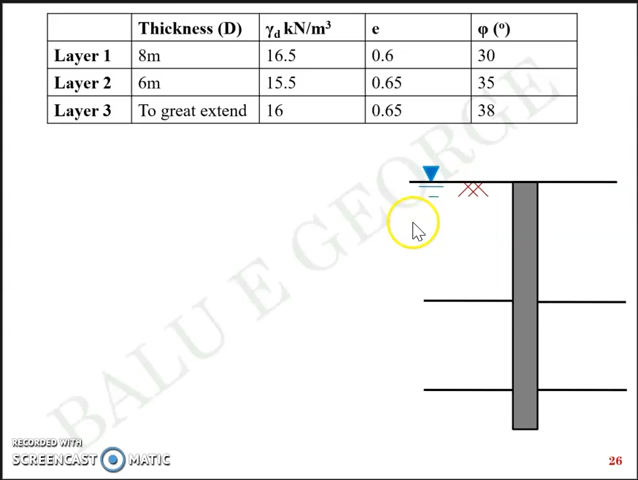 Thickness (D) γd kN/m³ e φ (º)
Layer 1 8m 16.5 0.6 30
Layer 2 6m 15.5 0.65 35
Layer 3 To great extend 16 0.65 38
BALU E GEORGE
RECORDED WITH
SCREENCAST MATIC
26